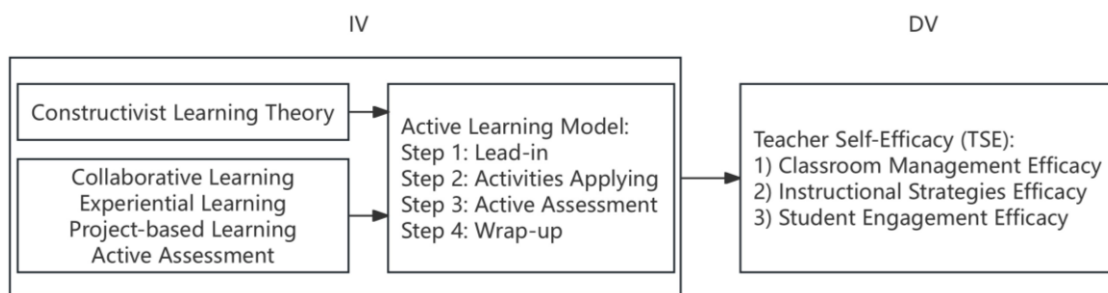 IV
DV
Constructivist Learning Theory
Collaborative Learning
Experiential Learning
Project-based Learning
Active Assessment
Active Learning Model:
Step 1: Lead-in
Step 2: Activities Applying
Step 3: Active Assessment
Step 4: Wrap-up
Teacher Self-Efficacy (TSE):
1) Classroom Management Efficacy
2) Instructional Strategies Efficacy
3) Student Engagement Efficacy